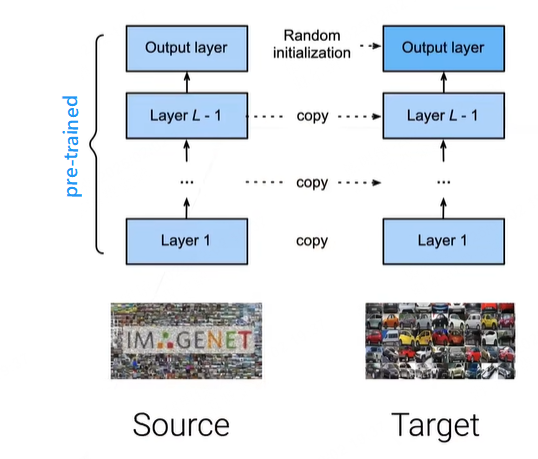 Output layer
Random
initialization
Output layer
Layer L - 1
copy
Layer L - 1
pre-trained
...
copy
...
Layer 1
copy
Layer 1
IMAGENET
Source
Target